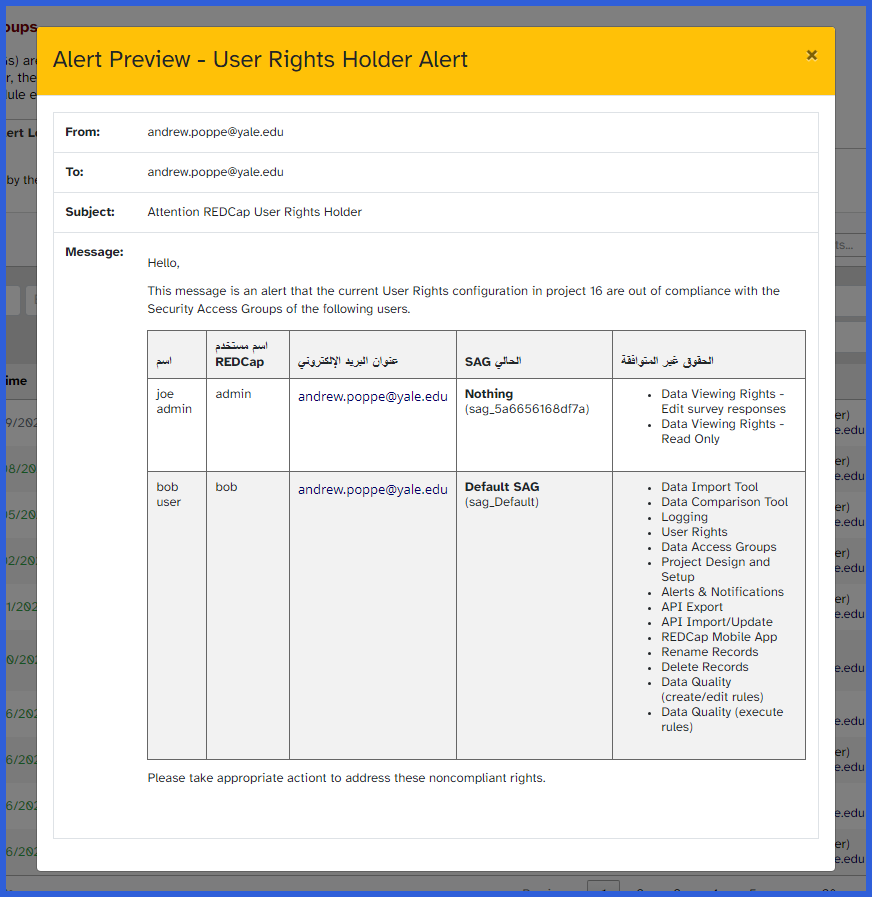 Alert Preview - User Rights Holder Alert
×
From: andrew.poppe@yale.edu
To: andrew.poppe@yale.edu
Subject: Attention REDCap User Rights Holder
Message:
Hello,
This message is an alert that the current User Rights configuration in project 16 are out of compliance with the
Security Access Groups of the following users.
اسم
اسم مستخدم
REDCap
عنوان البريد الإلكتروني
SAG الحالي
الحقوق غير المتوافقة
joe
admin
admin
andrew.poppe@yale.edu
Nothing
(sag_5a6656168df7a)
Data Viewing Rights -
Edit survey responses
Data Viewing Rights -
Read Only
bob
user
bob
andrew.poppe@yale.edu
Default SAG
(sag_Default)
Data Import Tool
Data Comparison Tool
Logging
User Rights
Data Access Groups
Project Design and
Setup
Alerts & Notifications
API Export
API Import/Update
REDCap Mobile App
Rename Records
Delete Records
Data Quality
(create/edit rules)
Data Quality (execute
rules)
Please take appropriate actiont to address these noncompliant rights.